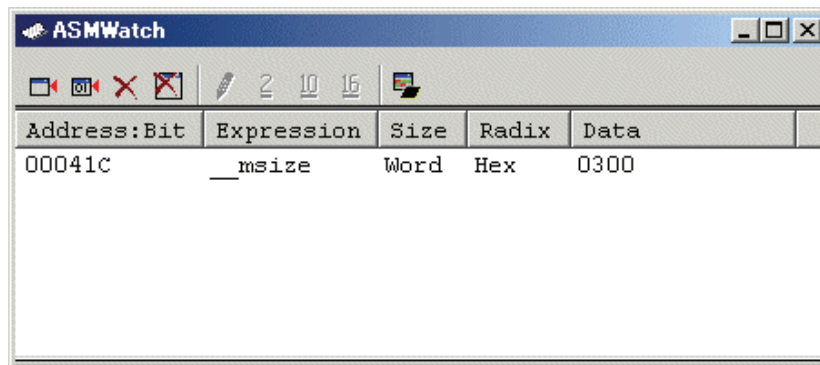 ASMWatch
2 10 16
Address:Bit Expression Size Radix Data
00041C __msize Word Hex 0300